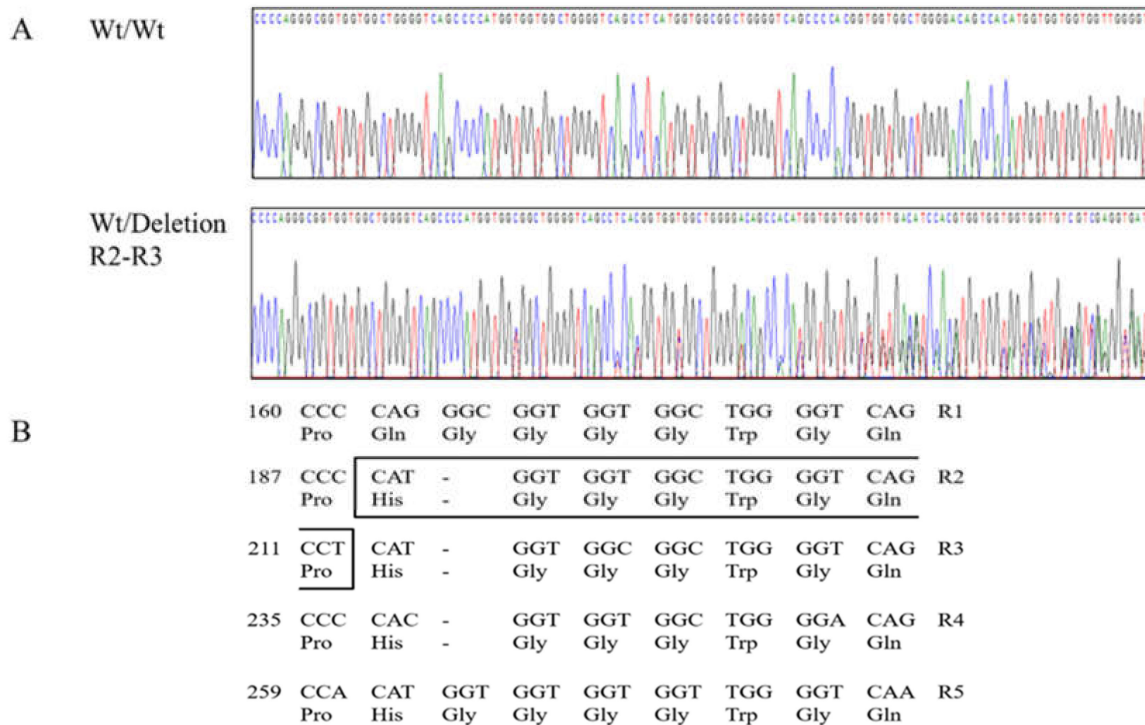 A
Wt/Wt
CCCCAGGGCGGTGGTGGCTGGGGTCAGCCCCATGGTGGTGGCTGGGGTCAGCCTCATGGTGGCGGCTGGGGTCAGCCCCACGGTGGTGGCTGGGGACAGCCACATGGTGGTGGTGGTTGGGGT
Wt/Deletion
R2-R3
CCCCAGGGCGGTGGTGGCTGGGGTCAGCCCCATGGTGGCGGCTGGGGTCAGCCTCACGGTGGTGGCTGGGGACAGCCACATGGTGGTGGTGGTTGACATCCACGTGGTGGTGGTGGTTGTCGTCGAGGTGAT
B
160 CCC CAG GGC GGT GGT GGC TGG GGT CAG R1
Pro Gln Gly Gly Gly Gly Trp Gly Gln
187 CCC CAT - GGT GGT GGC TGG GGT CAG R2
Pro His - Gly Gly Gly Trp Gly Gln
211 CCT CAT - GGT GGC GGC TGG GGT CAG R3
Pro His - Gly Gly Gly Trp Gly Gln
235 CCC CAC - GGT GGT GGC TGG GGA CAG R4
Pro His - Gly Gly Gly Trp Gly Gln
259 CCA CAT GGT GGT GGT GGT TGG GGT CAA R5
Pro His Gly Gly Gly Gly Trp Gly Gln